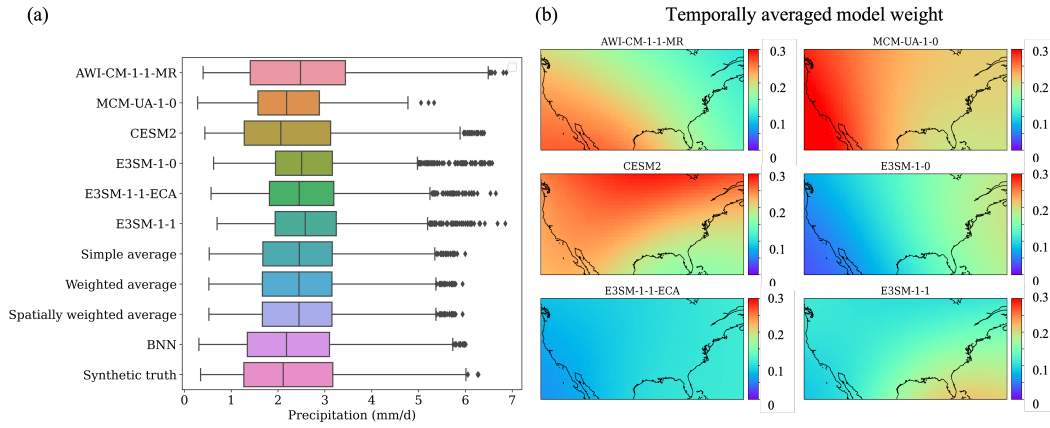 (a)
AWI-CM-1-1-MR
MCM-UA-1-0
CESM2
E3SM-1-0
E3SM-1-1-ECA
E3SM-1-1
Simple average
Weighted average
Spatially weighted average
BNN
Synthetic truth
0 1 2 3 4 5 6 7
Precipitation (mm/d)
(b)
Temporally averaged model weight
AWI-CM-1-1-MR
0.3
0.2
0.1
0
MCM-UA-1-0
0.3
0.2
0.1
0
CESM2
0.3
0.2
0.1
0
E3SM-1-0
0.3
0.2
0.1
0
E3SM-1-1-ECA
0.3
0.2
0.1
0
E3SM-1-1
0.3
0.2
0.1
0